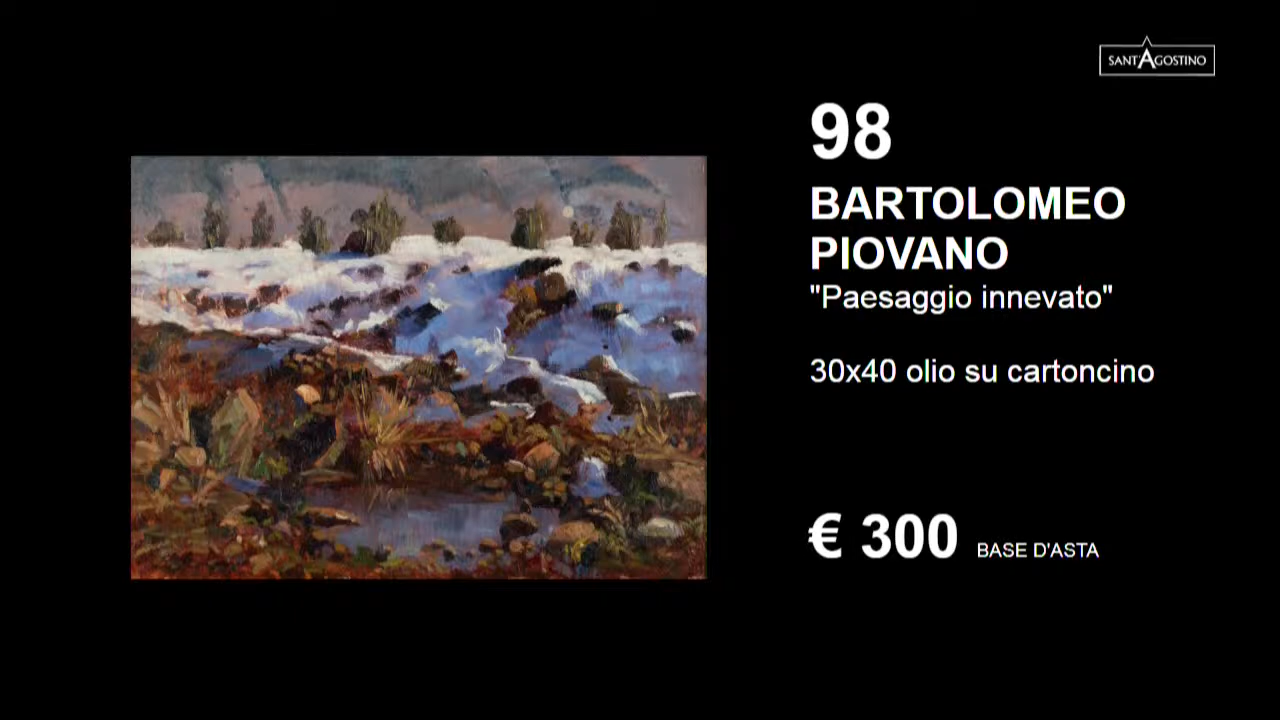 SANTAGOSTINO
98
BARTOLOMEO
PIOVANO
"Paesaggio innevato"
30x40 olio su cartoncino
€ 300 BASE D'ASTA